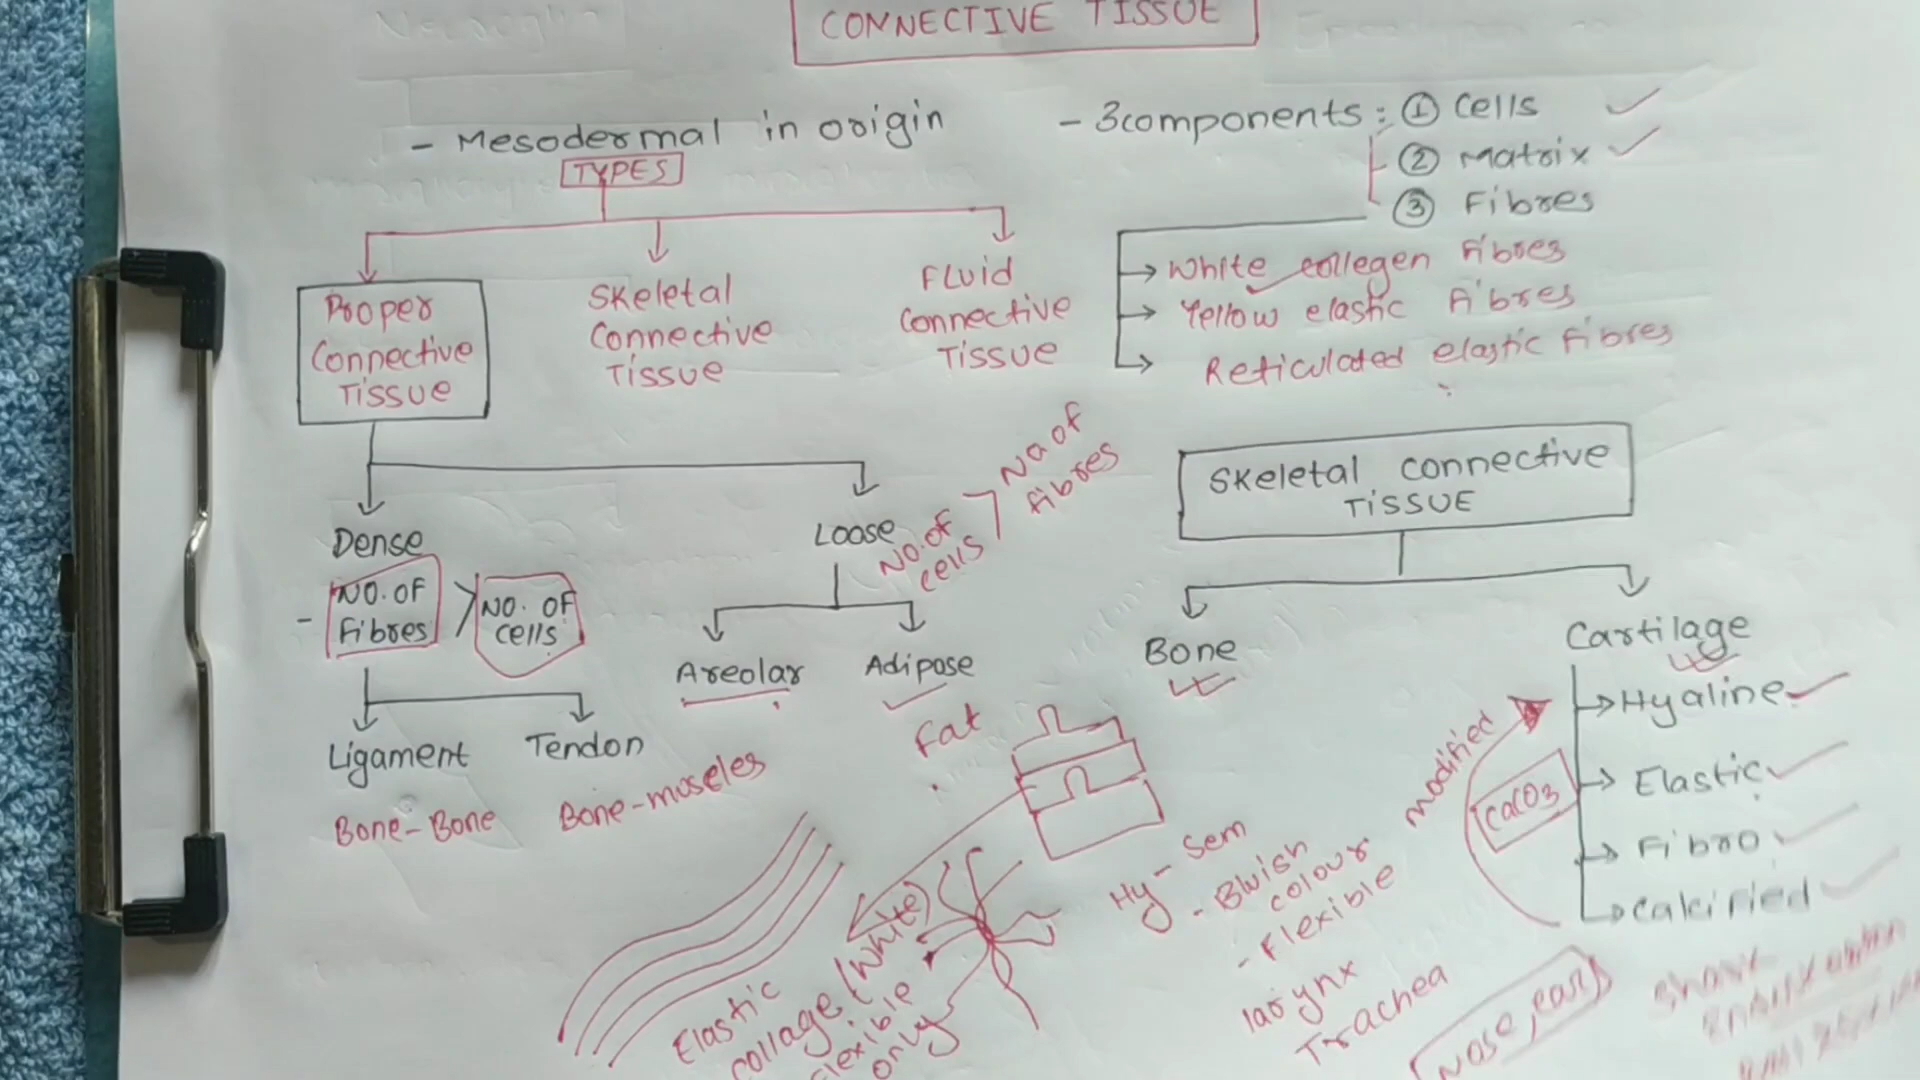 CONNECTIVE TISSUE
- Mesodermal in origin
TYPES
Proper
Connective
Tissue
Skeletal
Connective
Tissue
Fluid
Connective
Tissue
- 3components: ① Cells
② Matrix
③ Fibres
White collegen Fibres
Yellow elastic Fibres
Reticulated elastic Fibres
Dense
- NO. OF
Fibres
> NO. OF
cells
Ligament
Bone-Bone
Tendon
Bone-muscles
Loose
No. of
cells
> No of
fibres
Areolar
Adipose
Fat
Skeletal connective
Tissue
Bone
Cartilage
Hyaline
Elastic
Fibro
Calcified
modified
CaCO3
Elastic
collage (White)
flexible
only
Hy - Sem
- Blwish
colour
- Flexible
larynx
Trachea
Nose, ear